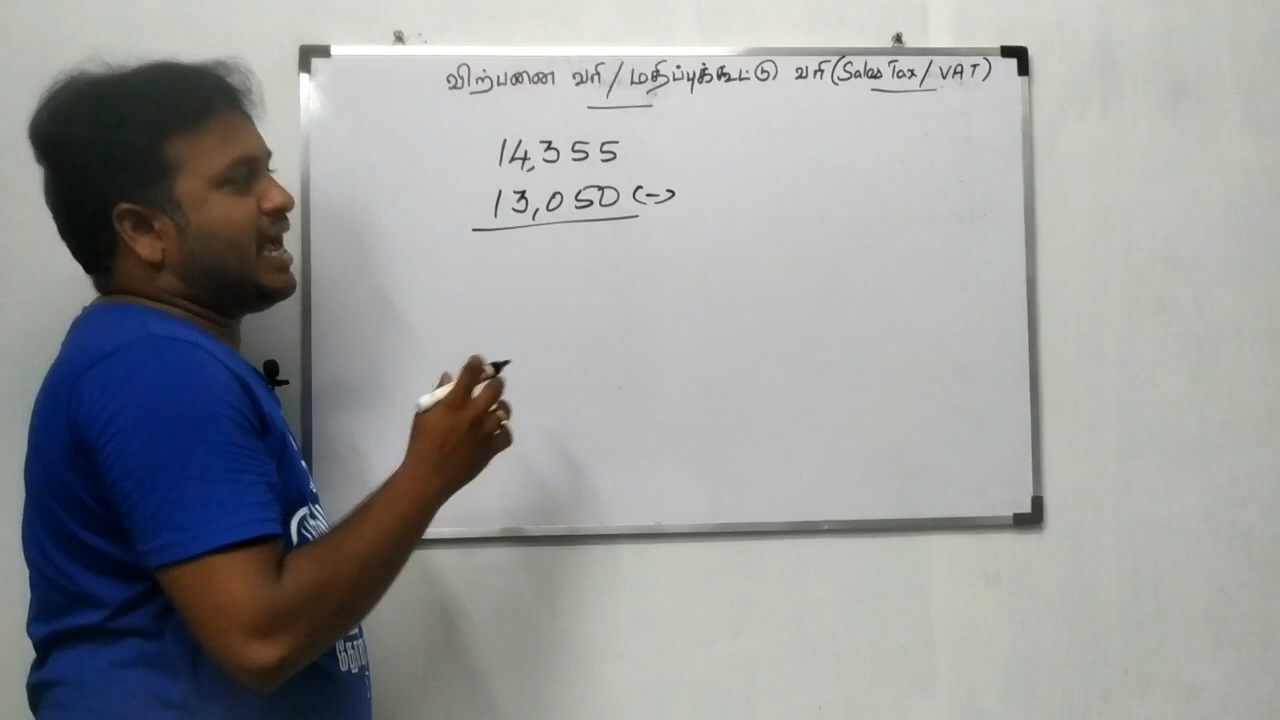 விற்பனை வரி / மதிப்புக்கூட்டு வரி (Sales Tax / VAT)
14,355
13,050 (-)